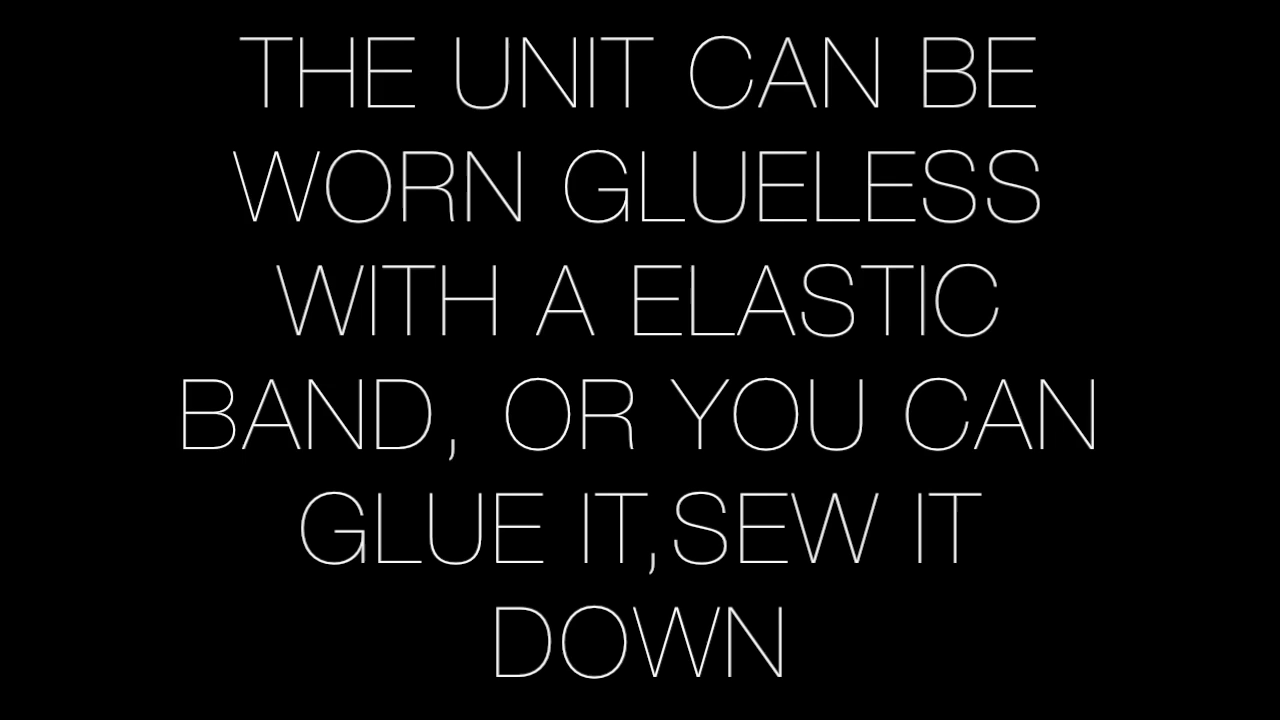 THE UNIT CAN BE
WORN GLUELESS
WITH A ELASTIC
BAND, OR YOU CAN
GLUE IT,SEW IT
DOWN